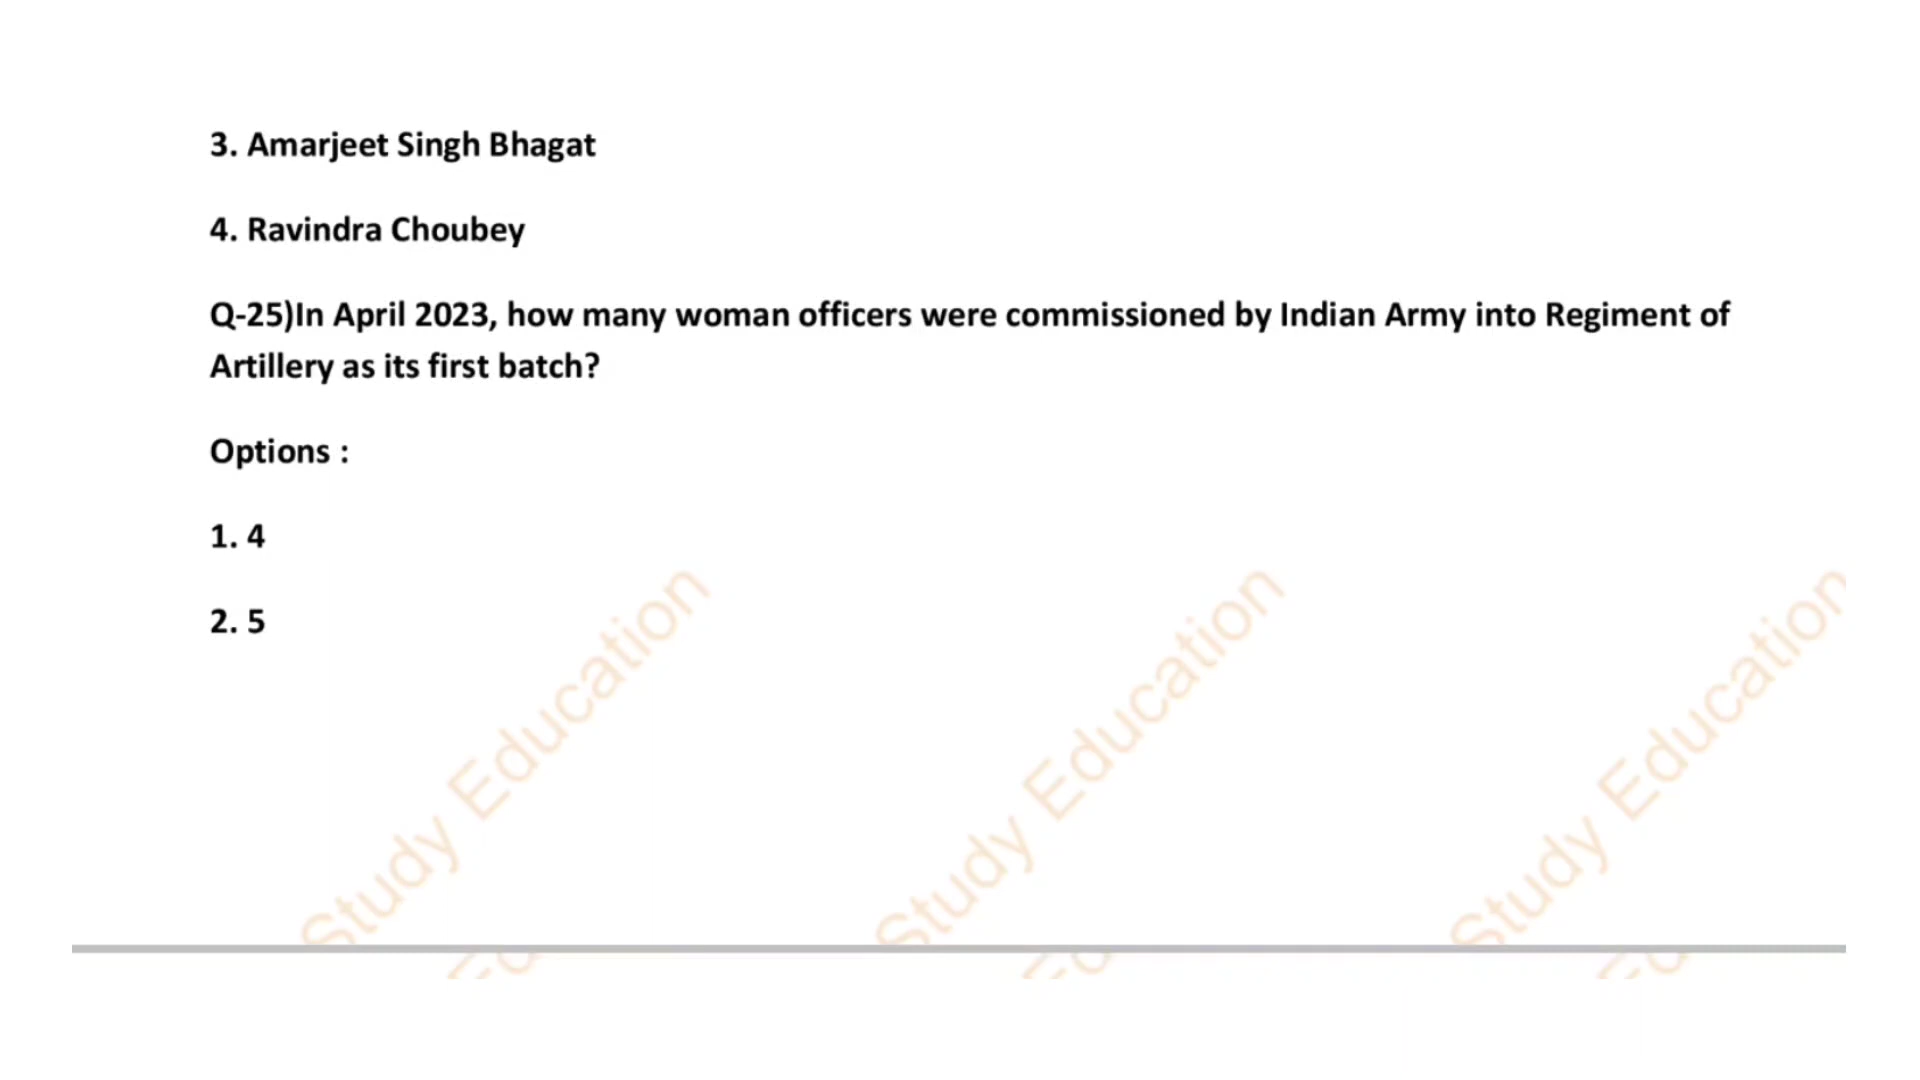 3. Amarjeet Singh Bhagat
4. Ravindra Choubey
Q-25)In April 2023, how many woman officers were commissioned by Indian Army into Regiment of
Artillery as its first batch?
Options :
1. 4
2. 5
Study Education
Study Education
Study Education